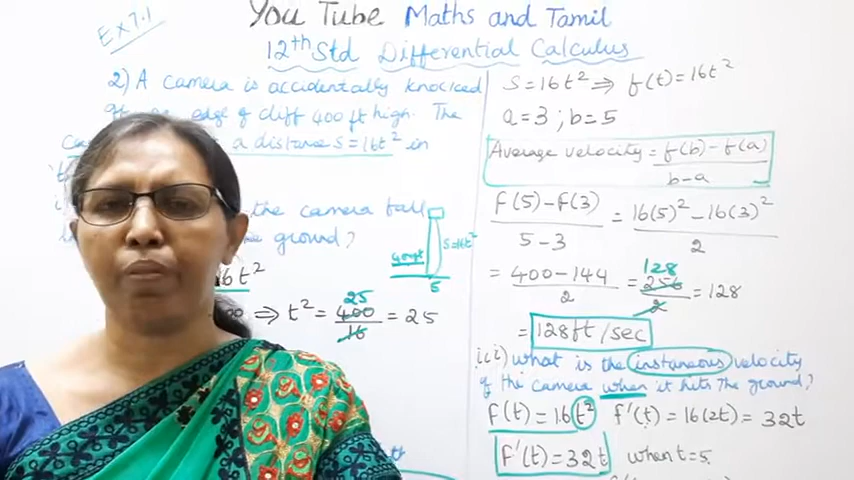 You Tube Maths and Tamil
Ex 7.1
12th Std Differential Calculus
2) A camera is accidentally knocked
edge of cliff 400 ft high. The
a distance s = 16t² in
the camera fall
ground?
16t²
⇒ t² = 400/16 = 25
25
s = 16t²
5
s = 16t² ⇒ f(t) = 16t²
a = 3 ; b = 5
Average velocity = f(b) - f(a) / b - a
f(5) - f(3) / 5 - 3 = 16(5)² - 16(3)² / 2
= 400 - 144 / 2 = 256 / 2 = 128
128
= 128 ft/sec
what is the instaneous velocity
of the camera when it hits the ground?
f(t) = 16t² f'(t) = 16(2t) = 32t
f'(t) = 32t when t = 5